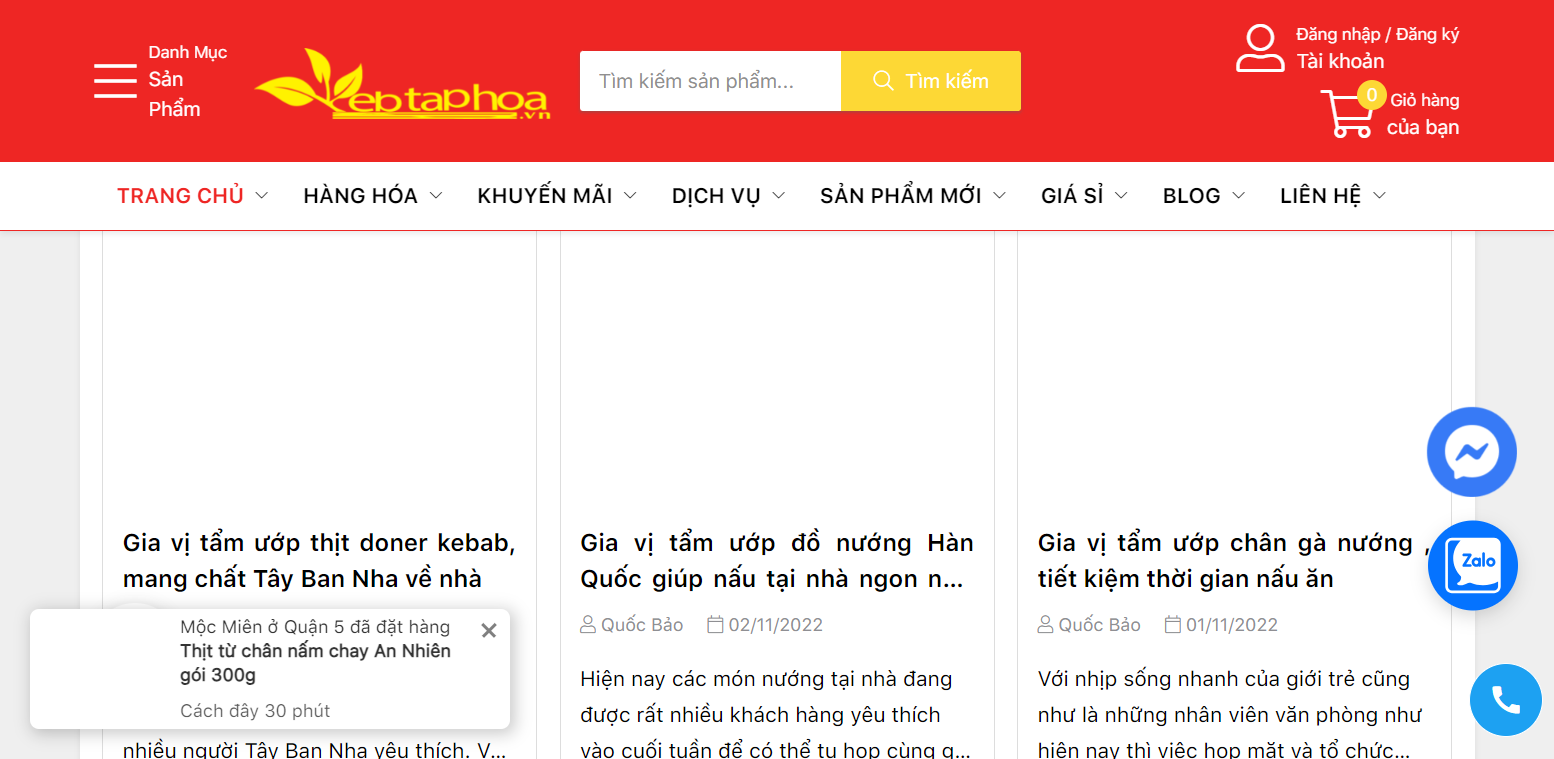 Danh Mục
Sản
Phẩm
eptaphoa
.vn
Tìm kiếm sản phẩm...
Tìm kiếm
Đăng nhập / Đăng ký
Tài khoản
0
Giỏ hàng
của bạn
TRANG CHỦ HÀNG HÓA KHUYẾN MÃI DỊCH VỤ SẢN PHẨM MỚI GIÁ SỈ BLOG LIÊN HỆ
Gia vị tẩm ướp thịt doner kebab,
mang chất Tây Ban Nha về nhà
Mộc Miên ở Quận 5 đã đặt hàng
Thịt từ chân nấm chay An Nhiên
gói 300g
Cách đây 30 phút
nhiều người Tây Ban Nha yêu thích. V...
Gia vị tẩm ướp đồ nướng Hàn
Quốc giúp nấu tại nhà ngon n...
Quốc Bảo 02/11/2022
Hiện nay các món nướng tại nhà đang
được rất nhiều khách hàng yêu thích
vào cuối tuần để có thể tụ họp cùng g...
Gia vị tẩm ướp chân gà nướng ,
tiết kiệm thời gian nấu ăn
Quốc Bảo 01/11/2022
Với nhịp sống nhanh của giới trẻ cũng
như là những nhân viên văn phòng như
hiện nay thì việc họp mặt và tổ chức...
Zalo